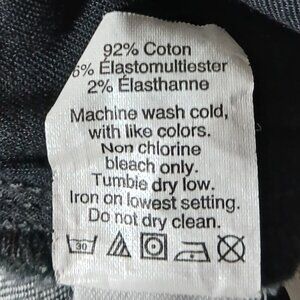 92% Coton
6% Élastomultiester
2% Élasthanne
Machine wash cold,
with like colors.
Non chlorine
bleach only.
Tumble dry low.
Iron on lowest setting.
Do not dry clean.
30